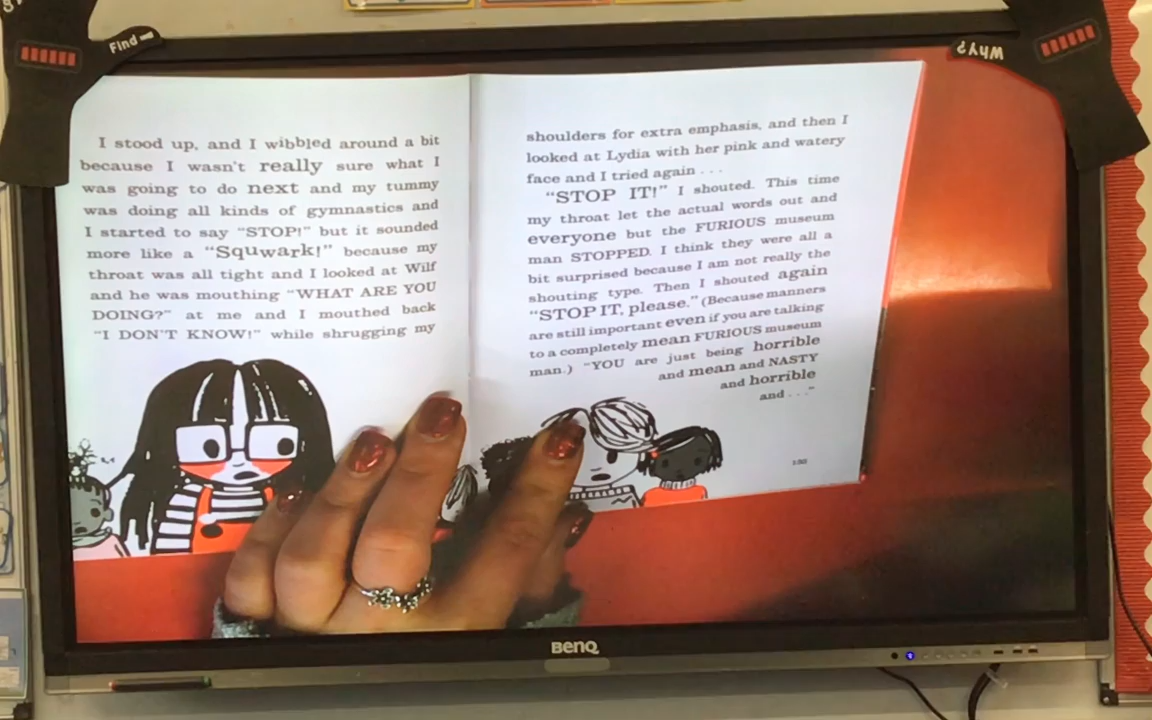 Find
Why?
I stood up, and I wibbled around a bit
because I wasn't really sure what I
was going to do next and my tummy
was doing all kinds of gymnastics and
I started to say "STOP!" but it sounded
more like a "Squwark!" because my
throat was all tight and I looked at Wilf
and he was mouthing "WHAT ARE YOU
DOING?" at me and I mouthed back
"I DON'T KNOW!" while shrugging my
shoulders for extra emphasis, and then I
looked at Lydia with her pink and watery
face and I tried again . . .
"STOP IT!" I shouted. This time
my throat let the actual words out and
everyone but the FURIOUS museum
man STOPPED. I think they were all a
bit surprised because I am not really the
shouting type. Then I shouted again
"STOP IT, please." (Because manners
are still important even if you are talking
to a completely mean FURIOUS museum
man.) "YOU are just being horrible
and mean and NASTY
and horrible
and . . ."
BenQ